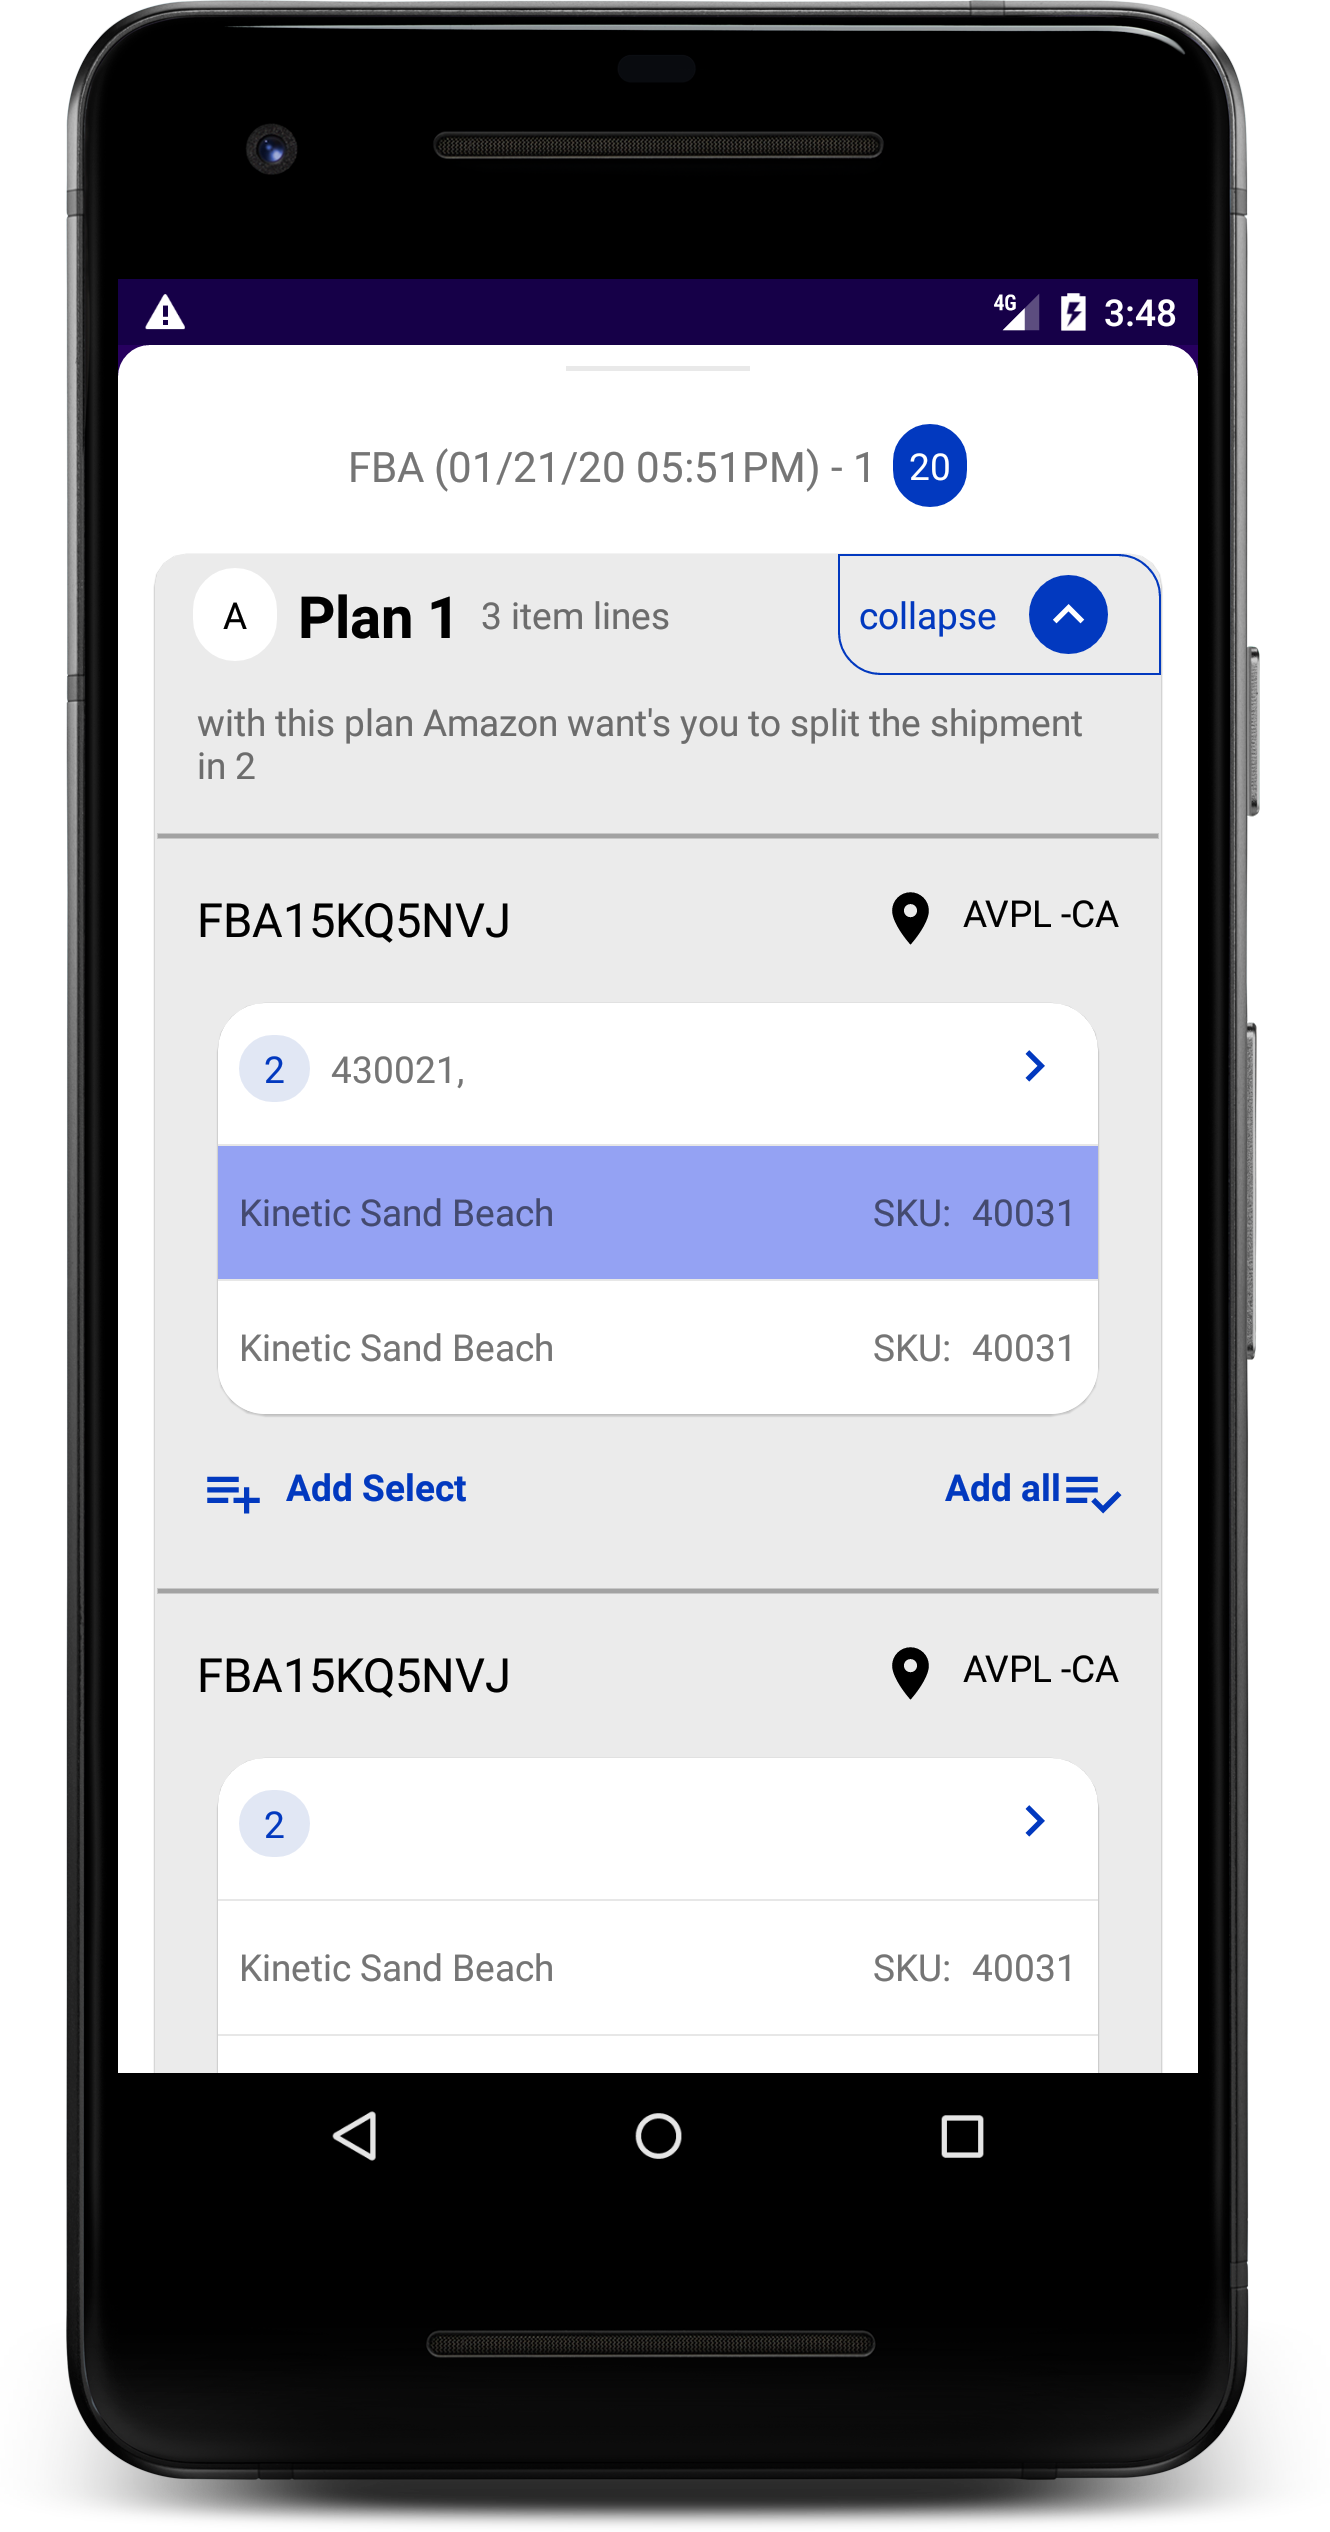 4G 3:48
FBA (01/21/20 05:51PM) - 1 20
A Plan 1 3 item lines collapse
with this plan Amazon want's you to split the shipment
in 2
FBA15KQ5NVJ AVPL -CA
2 430021,
Kinetic Sand Beach SKU: 40031
Kinetic Sand Beach SKU: 40031
Add Select Add all
FBA15KQ5NVJ AVPL -CA
2
Kinetic Sand Beach SKU: 40031